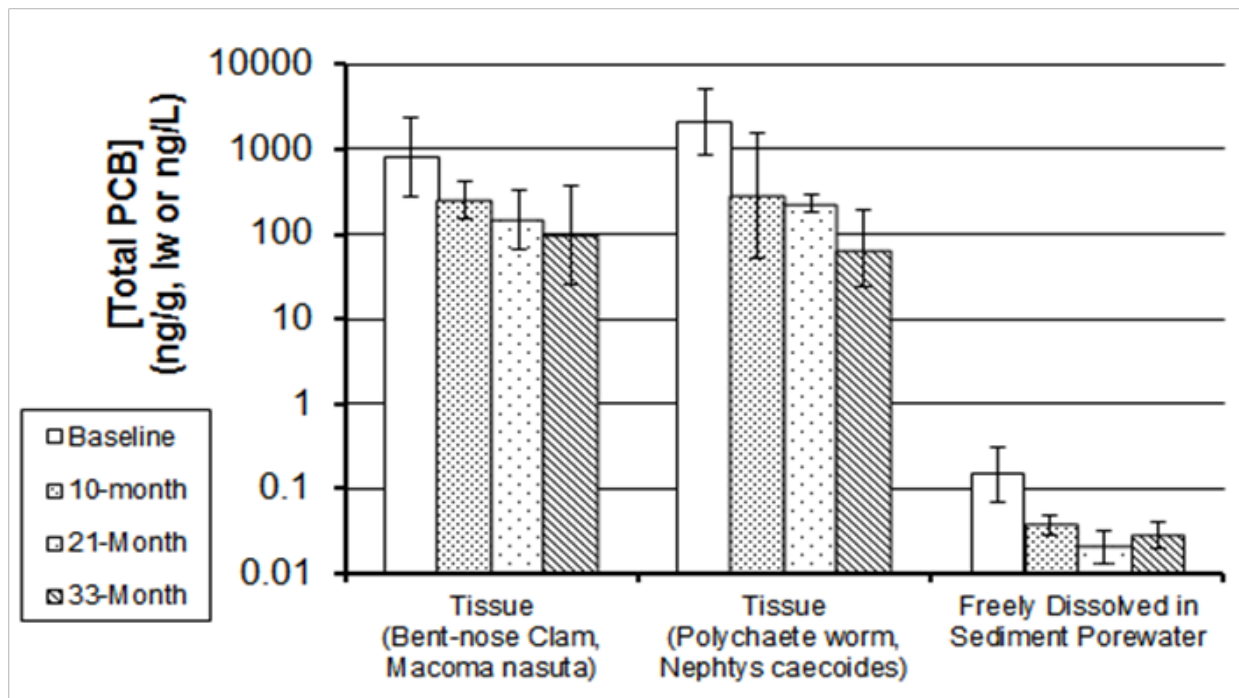 [Total PCB]
(ng/g, lw or ng/L)
10000
1000
100
10
1
0.1
0.01
Baseline
10-month
21-Month
33-Month
Tissue
(Bent-nose Clam,
Macoma nasuta)
Tissue
(Polychaete worm,
Nephtys caecoides)
Freely Dissolved in
Sediment Porewater